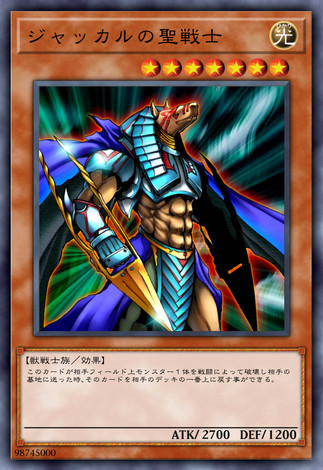 ジャッカルの聖戦士
光
【獣戦士族／効果】
このカードが相手フィールド上モンスター１体を戦闘によって破壊し相手の
墓地に送った時、そのカードを相手のデッキの一番上に戻す事ができる。
ATK/ 2700 DEF/1200
98745000